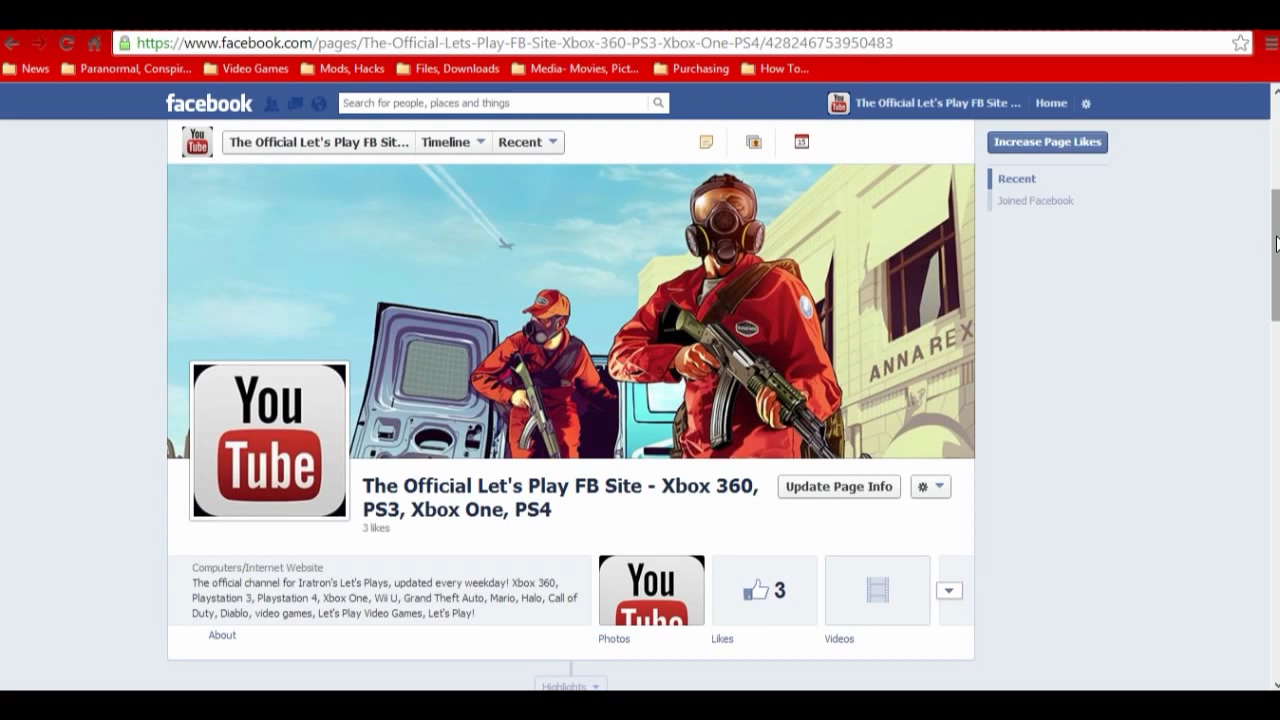 https://www.facebook.com/pages/The-Official-Lets-Play-FB-Site-Xbox-360-PS3-Xbox-One-PS4/428246753950483
News Paranormal, Conspir... Video Games Mods, Hacks Files, Downloads Media- Movies, Pict... Purchasing How To...
facebook Search for people, places and things The Official Let's Play FB Site ... Home
You Tube The Official Let's Play FB Sit... Timeline Recent 15 Increase Page Likes
Recent
Joined Facebook
ANNA REX
You
Tube
The Official Let's Play FB Site - Xbox 360,
PS3, Xbox One, PS4
Update Page Info
3 likes
Computers/Internet Website
The official channel for Iratron's Let's Plays, updated every weekday! Xbox 360,
Playstation 3, Playstation 4, Xbox One, Wii U, Grand Theft Auto, Mario, Halo, Call of
Duty, Diablo, video games, Let's Play Video Games, Let's Play!
About
You
Tube
3
Photos Likes Videos
Highlights